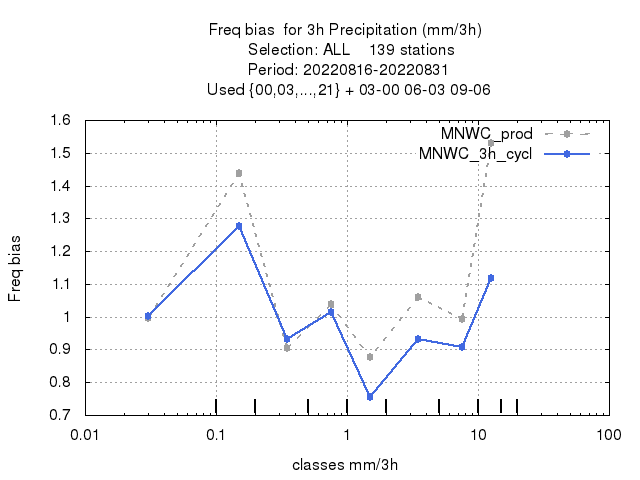 Freq bias  for 3h Precipitation (mm/3h)
Selection: ALL    139 stations
Period: 20220816-20220831
Used {00,03,...,21} + 03-00 06-03 09-06
MNWC_prod
MNWC_3h_cycl
1.6
1.5
1.4
1.3
1.2
1.1
1
0.9
0.8
0.7
Freq bias
0.01 0.1 1 10 100
classes mm/3h